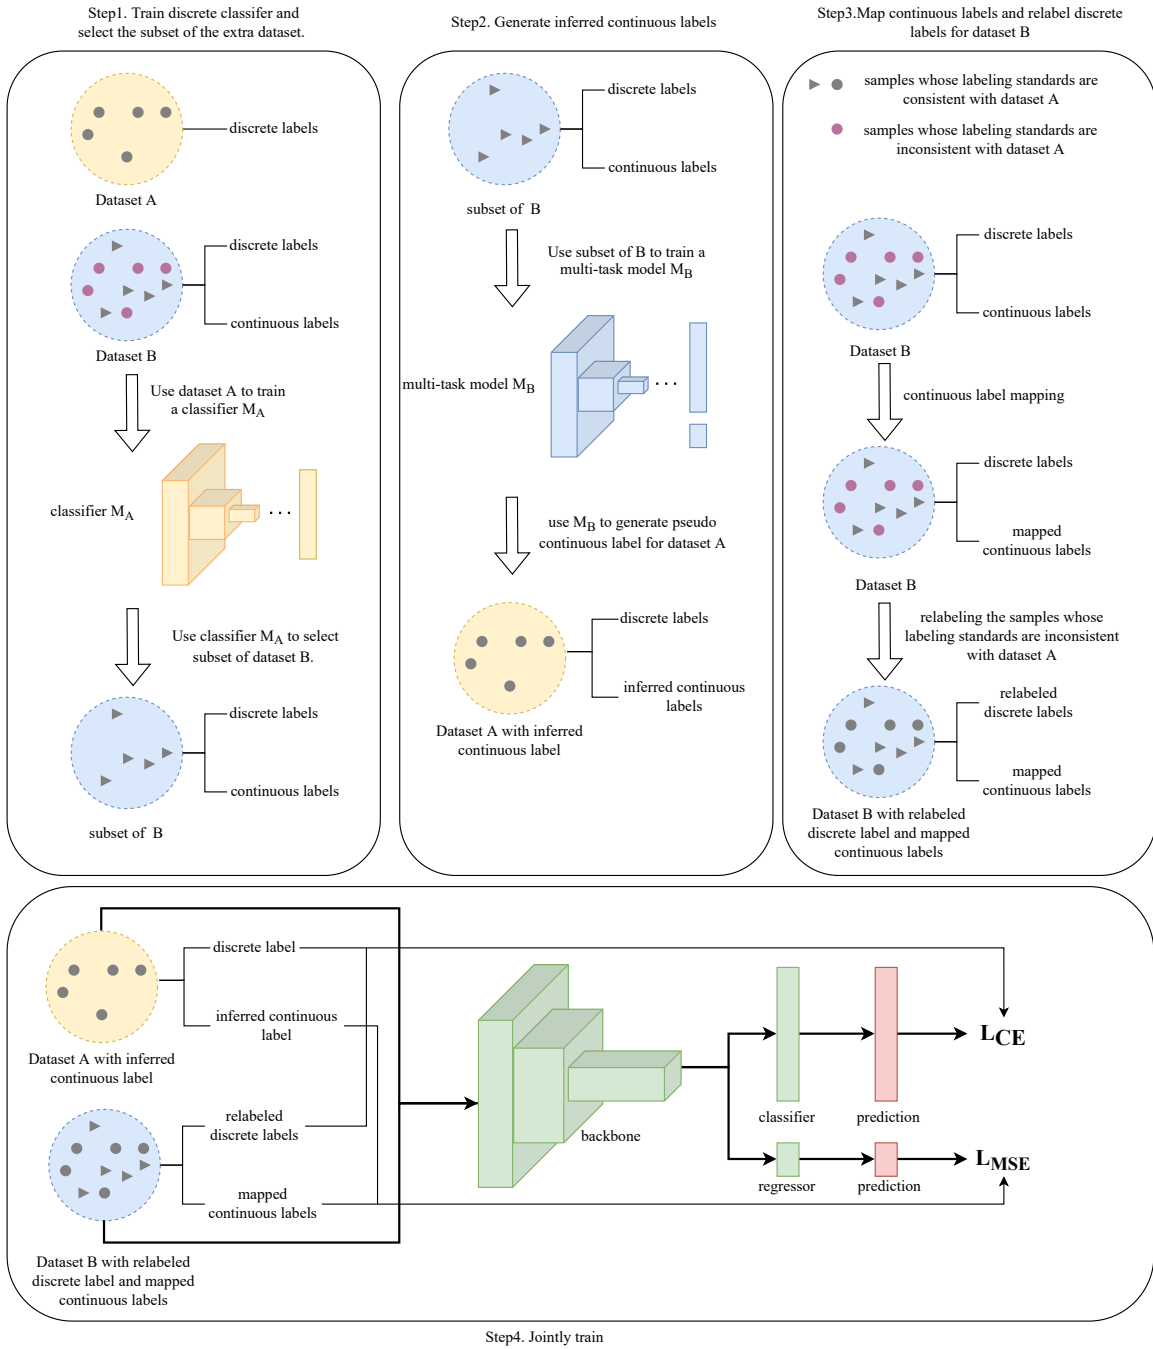 Step1. Train discrete classifer and
select the subset of the extra dataset.
discrete labels
Dataset A
discrete labels
continuous labels
Dataset B
Use dataset A to train
a classifier MA
classifier MA
Use classifier MA to select
subset of dataset B.
discrete labels
continuous labels
subset of B
Step2. Generate inferred continuous labels
discrete labels
continuous labels
subset of B
Use subset of B to train a
multi-task model MB
multi-task model MB
use MB to generate pseudo
continuous label for dataset A
discrete labels
inferred continuous
labels
Dataset A with inferred
continuous label
Step3.Map continuous labels and relabel discrete
labels for dataset B
samples whose labeling standards are
consistent with dataset A
samples whose labeling standards are
inconsistent with dataset A
discrete labels
continuous labels
Dataset B
continuous label mapping
discrete labels
mapped
continuous labels
Dataset B
relabeling the samples whose
labeling standards are inconsistent
with dataset A
relabeled
discrete labels
mapped
continuous labels
Dataset B with relabeled
discrete label and mapped
continuous labels
discrete label
inferred continuous
label
Dataset A with inferred
continuous label
relabeled
discrete labels
mapped
continuous labels
Dataset B with relabeled
discrete label and mapped
continuous labels
backbone
classifier
prediction
LCE
regressor
prediction
LMSE
Step4. Jointly train